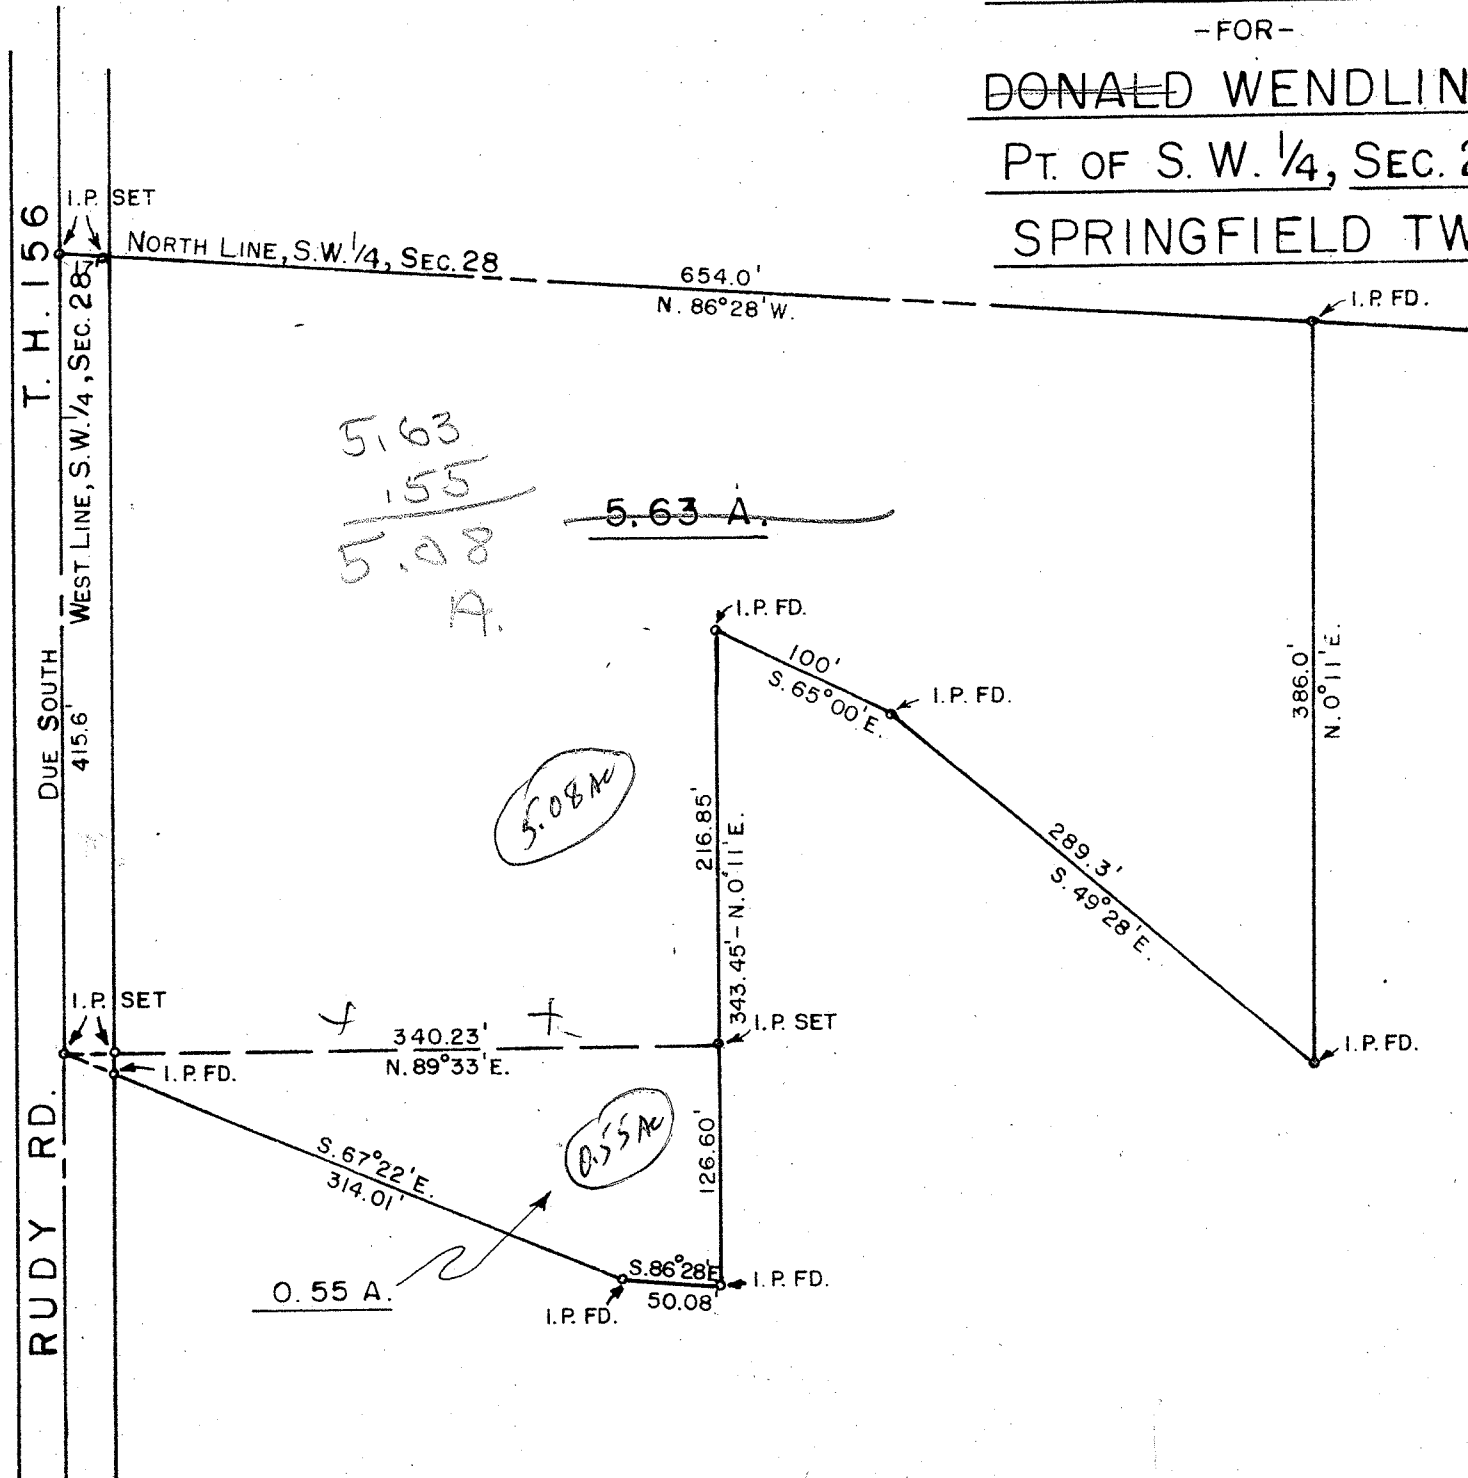 -FOR-
DONALD WENDLIN
PT. OF S. W. 1/4, SEC. 2
SPRINGFIELD TW
T. H. 156
I.P. SET
NORTH LINE, S.W. 1/4, SEC. 28
654.0'
N. 86°28'W.
I.P. FD.
WEST LINE, S.W. 1/4, SEC. 28
5.63
.55
5.08
A.
5.63 A.
I.P. FD.
100'
S. 65°00'E.
I.P. FD.
386.0'
N. 0°11'E.
DUE SOUTH
415.6'
5.08 Ac
216.85'
343.45'-N. 0°11'E.
289.3'
S. 49°28'E.
I.P. SET
340.23'
N. 89°33'E.
I.P. SET
I.P. FD.
I.P. FD.
RUDY RD.
S. 67°22'E.
314.01'
0.55 Ac
126.60'
0.55 A.
S. 86°28'E
50.08'
I.P. FD.
I.P. FD.